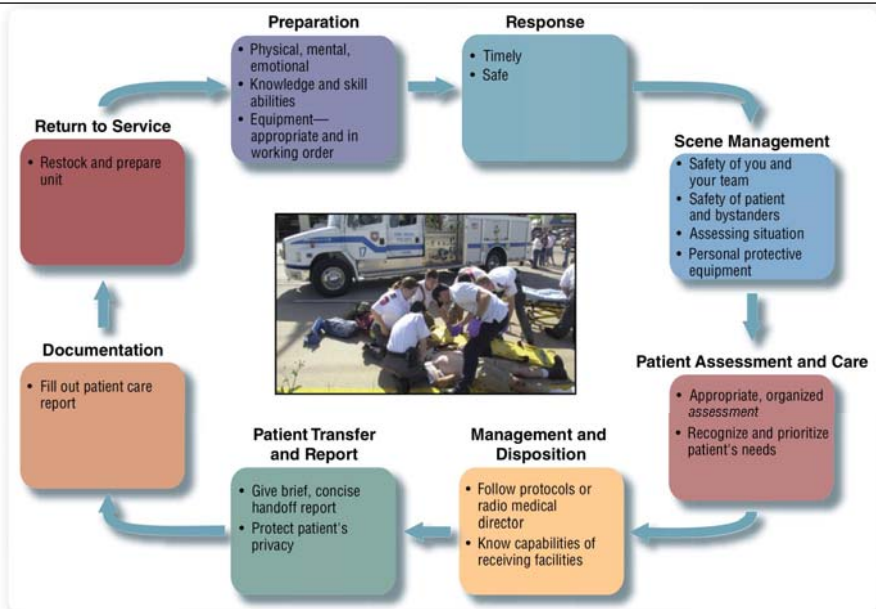 Preparation
• Physical, mental,
emotional
• Knowledge and skill
abilities
• Equipment—
appropriate and in
working order
Response
• Timely
• Safe
Scene Management
• Safety of you and
your team
• Safety of patient
and bystanders
• Assessing situation
• Personal protective
equipment
Patient Assessment and Care
• Appropriate, organized
assessment
• Recognize and prioritize
patient's needs
Management and
Disposition
• Follow protocols or
radio medical
director
• Know capabilities of
receiving facilities
Patient Transfer
and Report
• Give brief, concise
handoff report
• Protect patient's
privacy
Documentation
• Fill out patient care
report
Return to Service
• Restock and prepare
unit
17